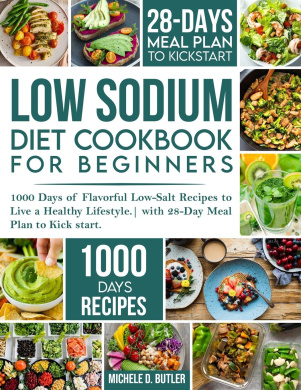 28-DAYS
MEAL PLAN
TO KICKSTART
LOW SODIUM
DIET COOKBOOK
FOR BEGINNERS
1000 Days of Flavorful Low-Salt Recipes to
Live a Healthy Lifestyle.| with 28-Day Meal
Plan to Kick start.
1000
DAYS
RECIPES
MICHELE D. BUTLER